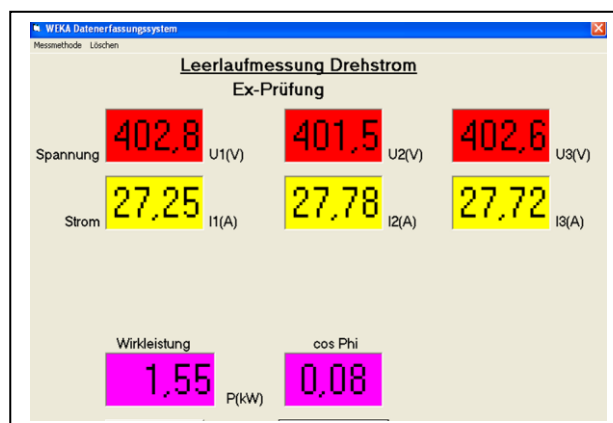 WEKA Datenerfassungssystem
Messmethode Löschen
Leerlaufmessung Drehstrom
Ex-Prüfung
Spannung 402,8 U1(V) 401,5 U2(V) 402,6 U3(V)
Strom 27,25 I1(A) 27,78 I2(A) 27,72 I3(A)
Wirkleistung cos Phi
1,55 P(kW) 0,08